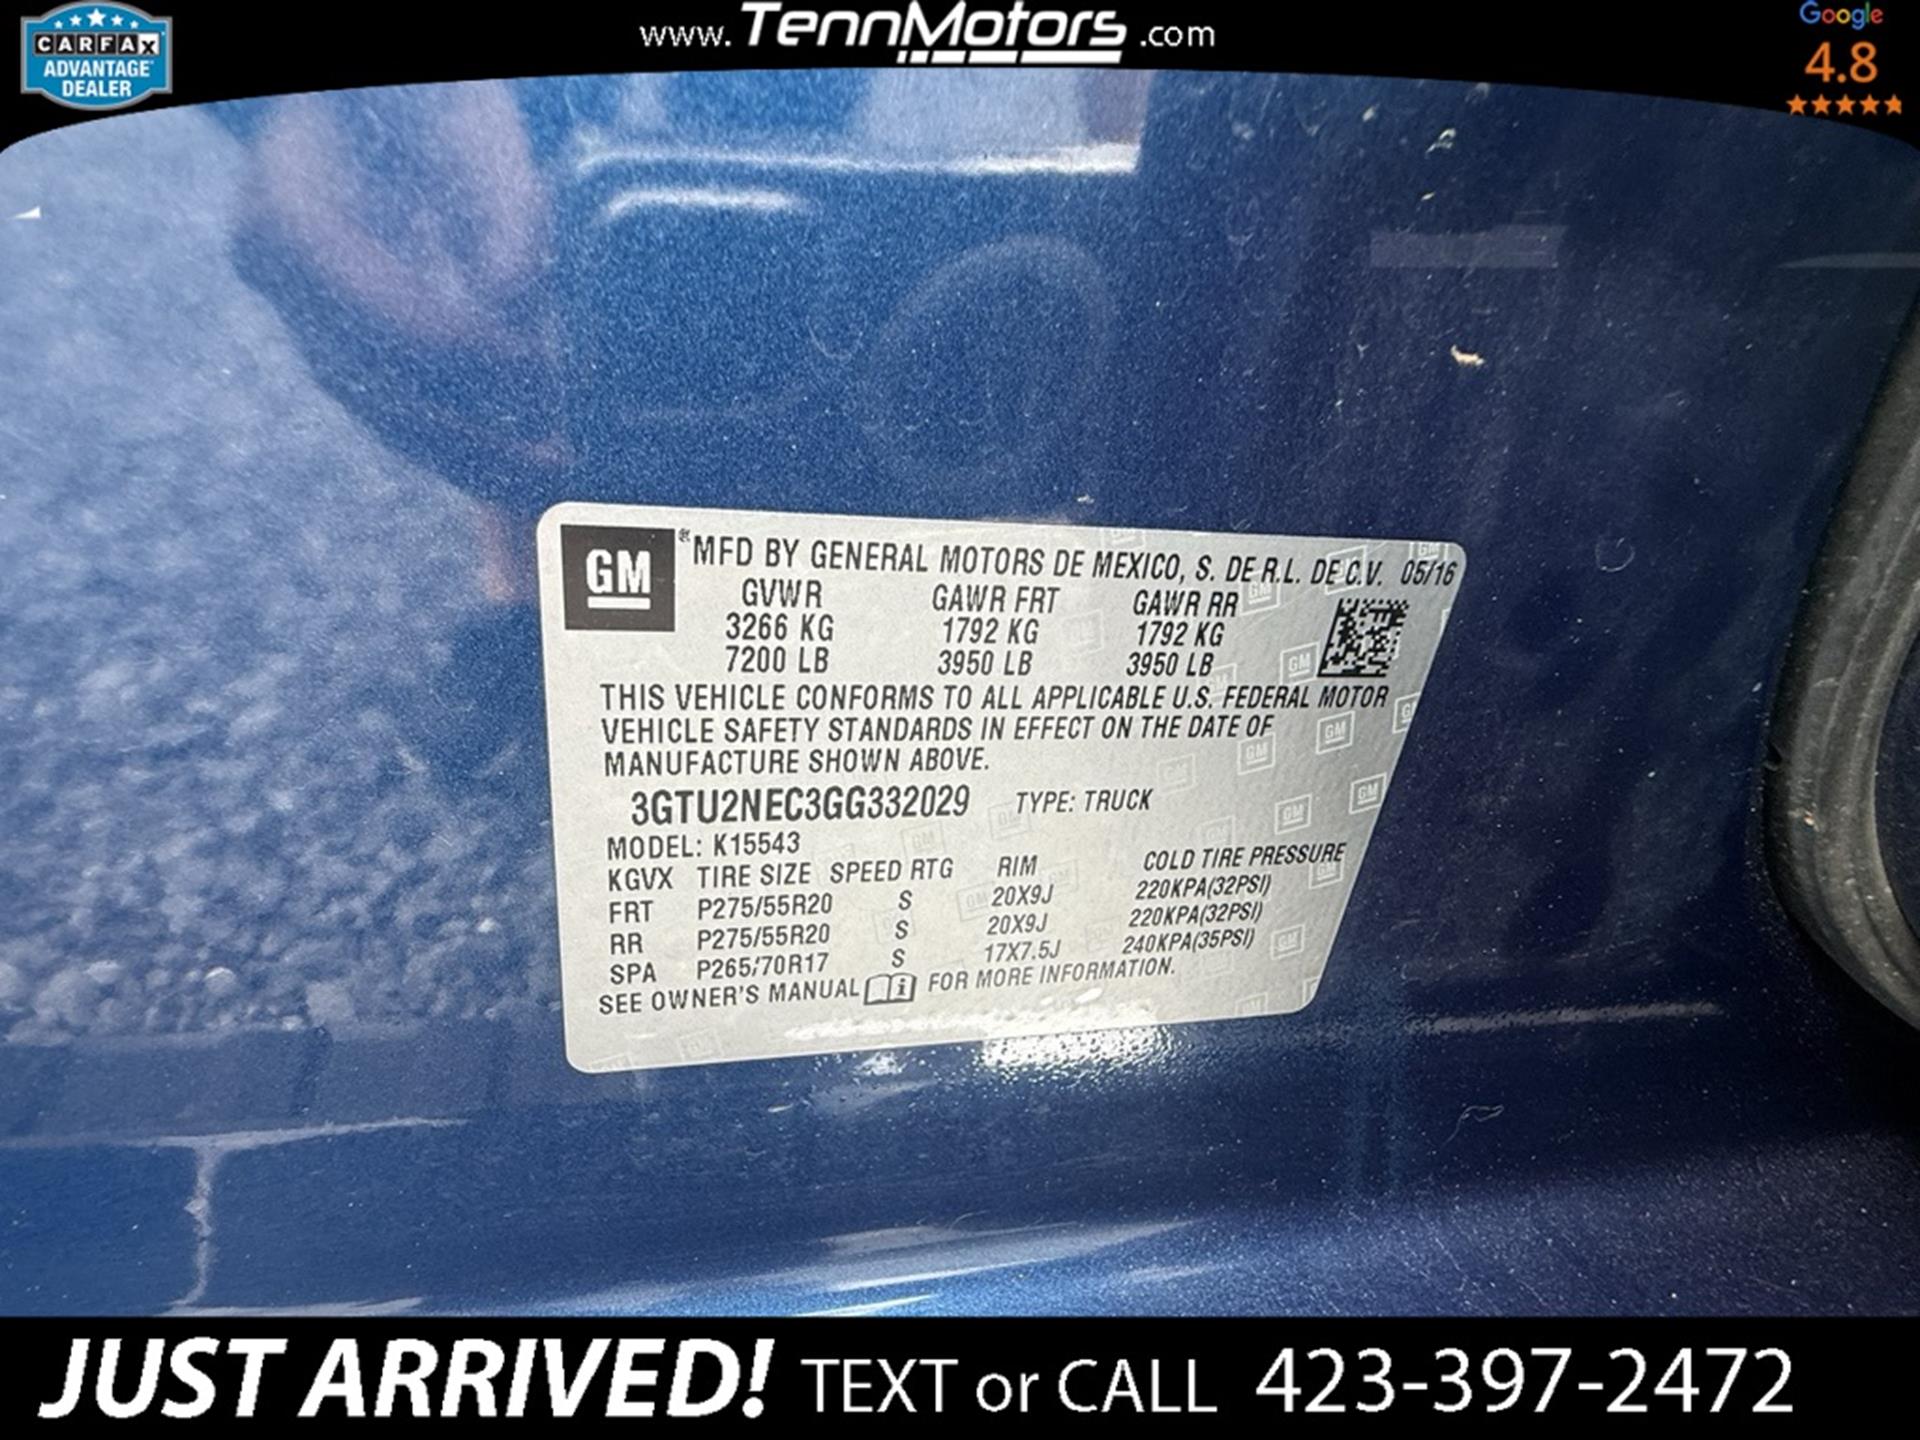 CARFAX
ADVANTAGE
DEALER
www.TennMotors.com
Google
4.8
GM
MFD BY GENERAL MOTORS DE MEXICO, S. DE R.L. DE C.V. 05/16
GVWR GAWR FRT GAWR RR
3266 KG 1792 KG 1792 KG
7200 LB 3950 LB 3950 LB
THIS VEHICLE CONFORMS TO ALL APPLICABLE U.S. FEDERAL MOTOR
VEHICLE SAFETY STANDARDS IN EFFECT ON THE DATE OF
MANUFACTURE SHOWN ABOVE.
3GTU2NEC3GG332029 TYPE: TRUCK
MODEL: K15543
KGVX TIRE SIZE SPEED RTG RIM COLD TIRE PRESSURE
FRT P275/55R20 S 20X9J 220KPA(32PSI)
RR P275/55R20 S 20X9J 220KPA(32PSI)
SPA P265/70R17 S 17X7.5J 240KPA(35PSI)
SEE OWNER'S MANUAL FOR MORE INFORMATION.
JUST ARRIVED! TEXT or CALL 423-397-2472